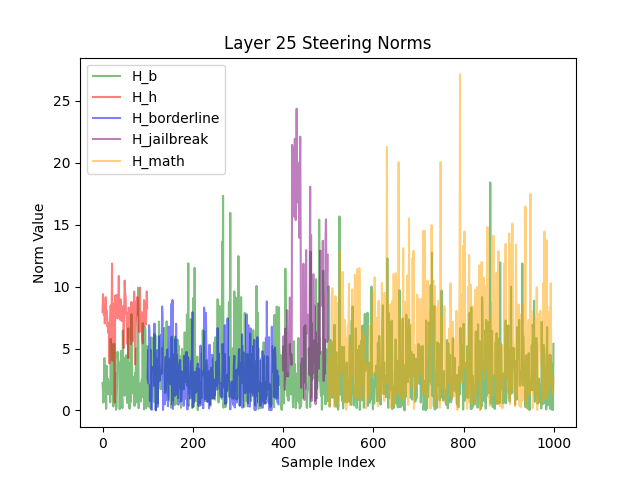 Layer 25 Steering Norms
H_b
H_h
H_borderline
H_jailbreak
H_math
Norm Value
25
20
15
10
5
0
0 200 400 600 800 1000
Sample Index